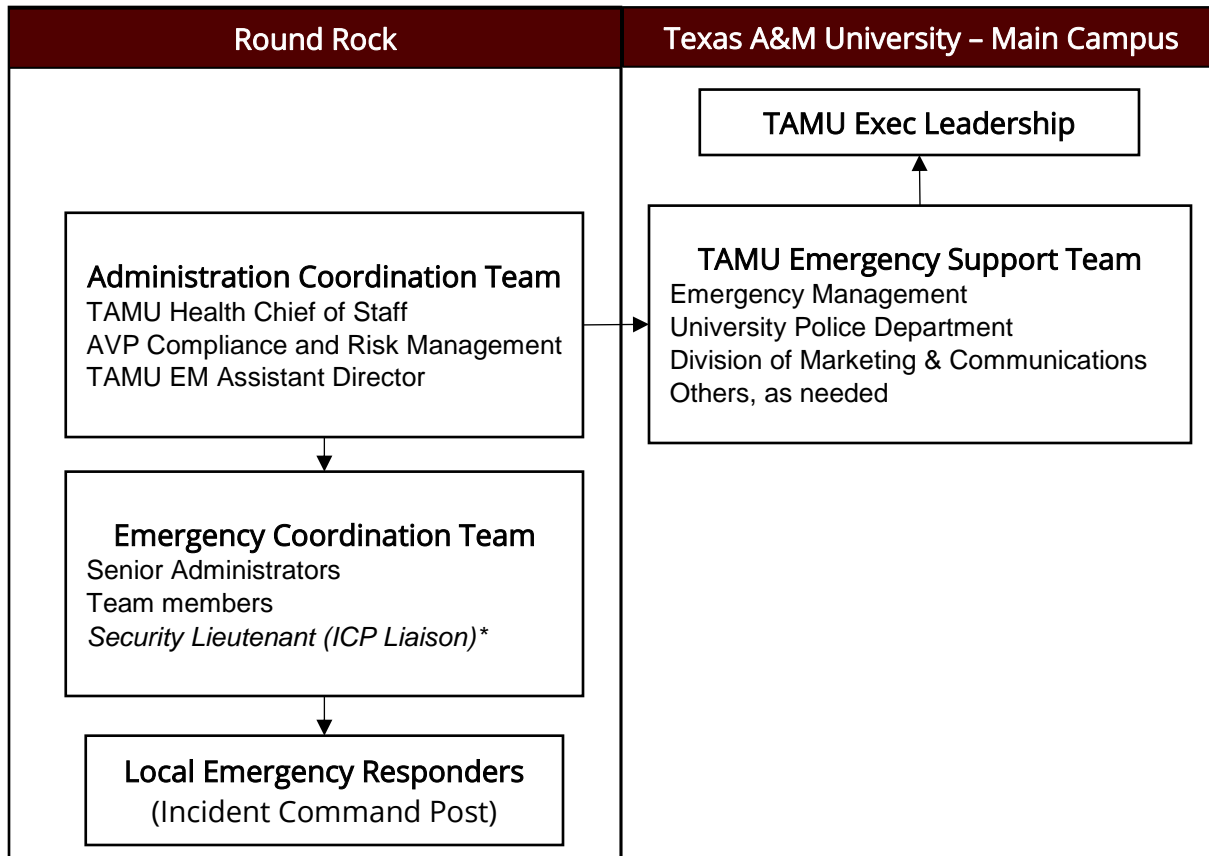 Round Rock
Texas A&M University – Main Campus
TAMU Exec Leadership
Administration Coordination Team
TAMU Health Chief of Staff
AVP Compliance and Risk Management
TAMU EM Assistant Director
TAMU Emergency Support Team
Emergency Management
University Police Department
Division of Marketing & Communications
Others, as needed
Emergency Coordination Team
Senior Administrators
Team members
Security Lieutenant (ICP Liaison)*
Local Emergency Responders
(Incident Command Post)